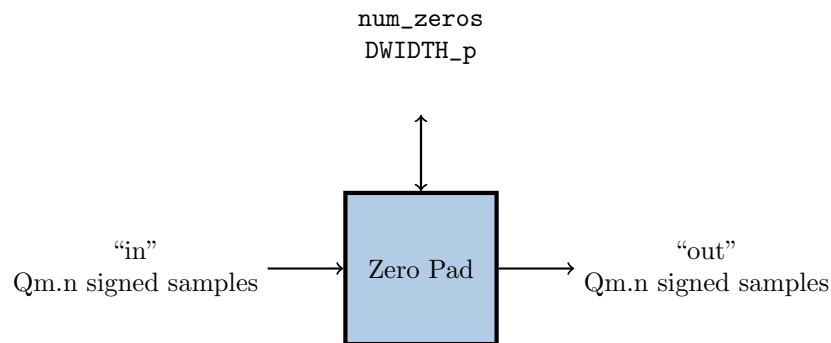 num_zeros
DWIDTH_p
“in”
Qm.n signed samples
Zero Pad
“out”
Qm.n signed samples